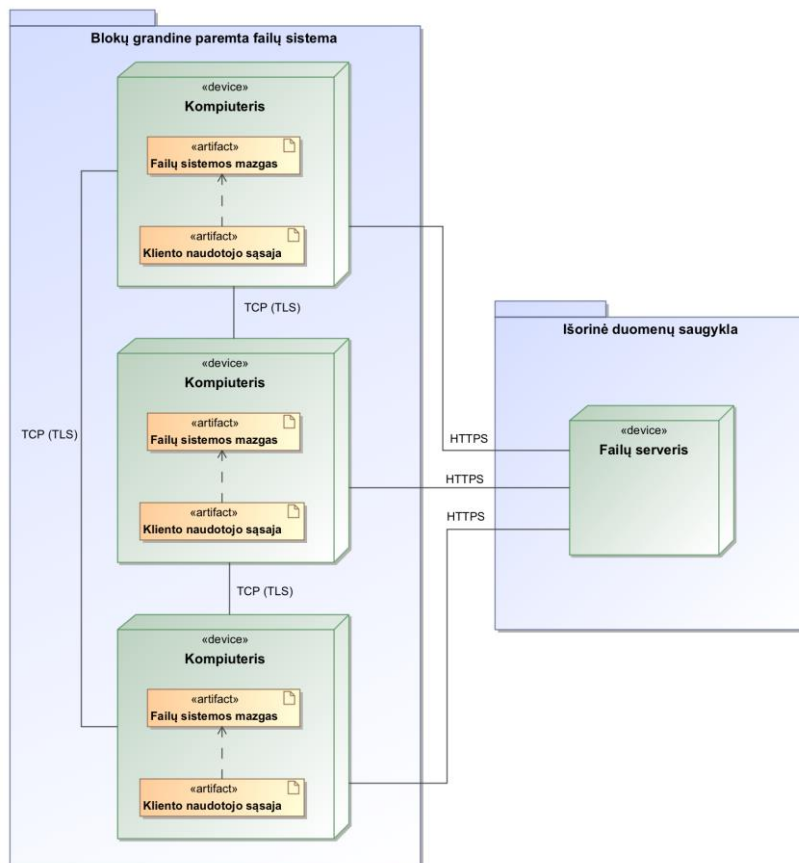 Blokų grandine paremta failų sistema
«device»
Kompiuteris
«artifact»
Failų sistemos mazgas
«artifact»
Kliento naudotojo sąsaja
TCP (TLS)
«device»
Kompiuteris
«artifact»
Failų sistemos mazgas
«artifact»
Kliento naudotojo sąsaja
TCP (TLS)
TCP (TLS)
«device»
Kompiuteris
«artifact»
Failų sistemos mazgas
«artifact»
Kliento naudotojo sąsaja
HTTPS
HTTPS
HTTPS
Išorinė duomenų saugykla
«device»
Failų serveris